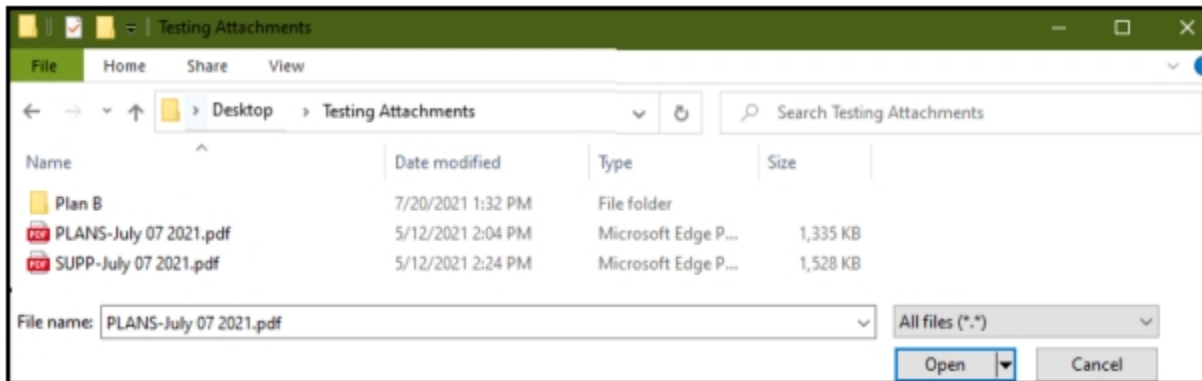 Testing Attachments
File Home Share View
Desktop > Testing Attachments Search Testing Attachments
Name Date modified Type Size
Plan B 7/20/2021 1:32 PM File folder
PLANS-July 07 2021.pdf 5/12/2021 2:04 PM Microsoft Edge P... 1,335 KB
SUPP-July 07 2021.pdf 5/12/2021 2:24 PM Microsoft Edge P... 1,528 KB
File name: PLANS-July 07 2021.pdf All files (*.*)
Open Cancel